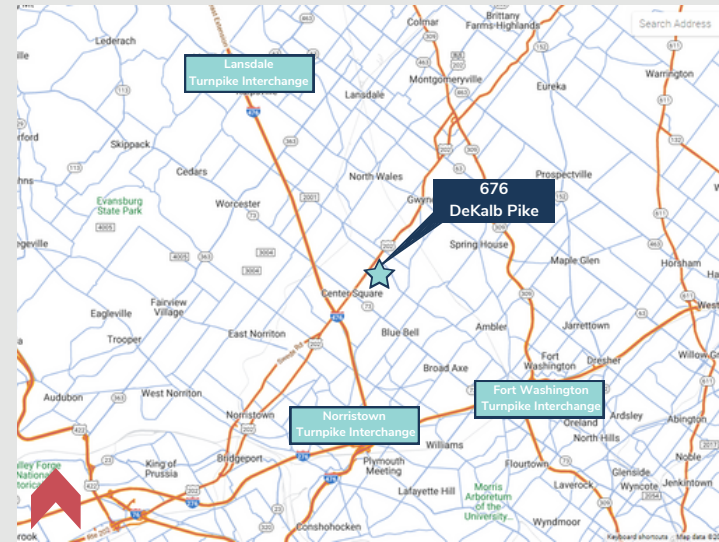 Colmar
Brittany
Farms-Highlands
Search Address
Lederach
Lansdale
Turnpike Interchange
Montgomeryville
Warrington
Eureka
Lansdale
Skippack
Cedars
North Wales
Prospectville
Evansburg
State Park
Worcester
676
DeKalb Pike
Spring House
Maple Glen
Horsham
Center Square
Fairview
Village
Eagleville
Trooper
East Norriton
Blue Bell
Ambler
Jarrettown
Broad Axe
Fort
Washington
Dresher
Willow Gr
Audubon
West Norriton
Norristown
Norristown
Turnpike Interchange
Fort Washington
Turnpike Interchange
Oreland
Ardsley
Abington
North Hills
Bridgeport
King of
Prussia
Williams
Plymouth
Meeting
Flourtown
Noble
Glenside
Laverock
Wyncote
Jenkintown
Lafayette Hill
Morris
Arboretum
of the
University...
Wyndmoor
Conshohocken
Keyboard shortcuts
Map data ©20